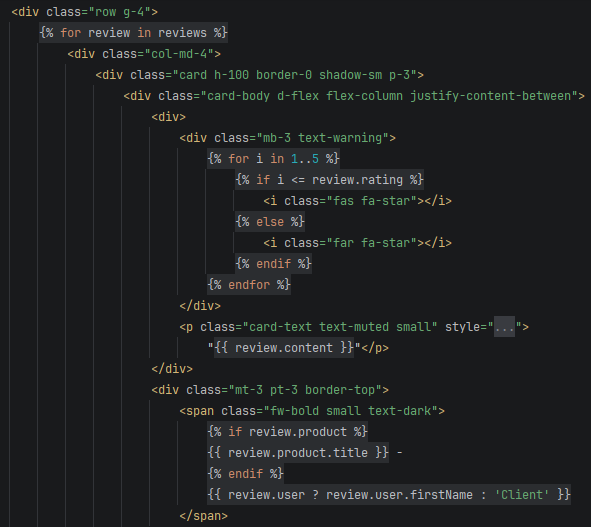 <div class="row g-4">
{% for review in reviews %}
<div class="col-md-4">
<div class="card h-100 border-0 shadow-sm p-3">
<div class="card-body d-flex flex-column justify-content-between">
<div>
<div class="mb-3 text-warning">
{% for i in 1..5 %}
{% if i <= review.rating %}
<i class="fas fa-star"></i>
{% else %}
<i class="far fa-star"></i>
{% endif %}
{% endfor %}
</div>
<p class="card-text text-muted small" style="...">
"{{ review.content }}"</p>
</div>
<div class="mt-3 pt-3 border-top">
<span class="fw-bold small text-dark">
{% if review.product %}
{{ review.product.title }} -
{% endif %}
{{ review.user ? review.user.firstName : 'Client' }}
</span>